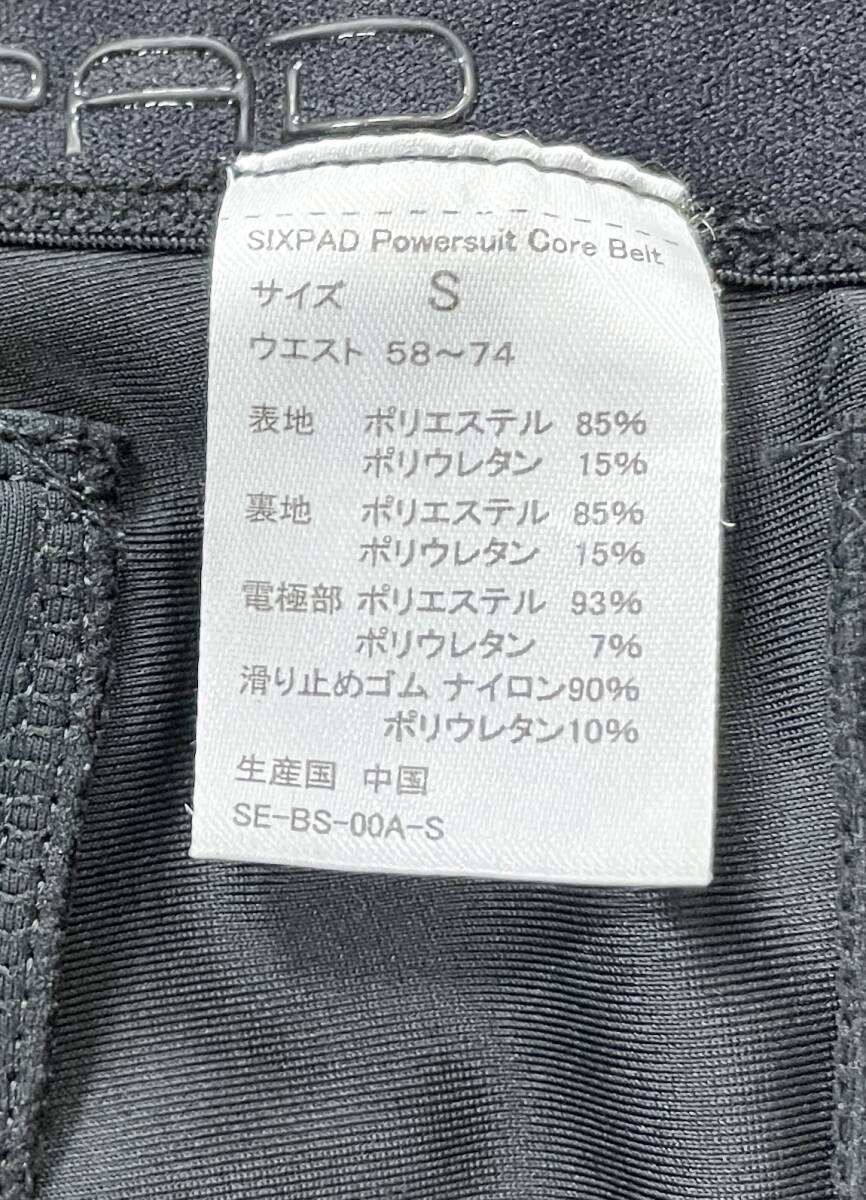 PAD
SIXPAD Powersuit Core Belt
サイズ S
ウエスト 58～74
表地 ポリエステル 85%
ポリウレタン 15%
裏地 ポリエステル 85%
ポリウレタン 15%
電極部 ポリエステル 93%
ポリウレタン 7%
滑り止めゴム ナイロン90%
ポリウレタン10%
生産国 中国
SE-BS-00A-S